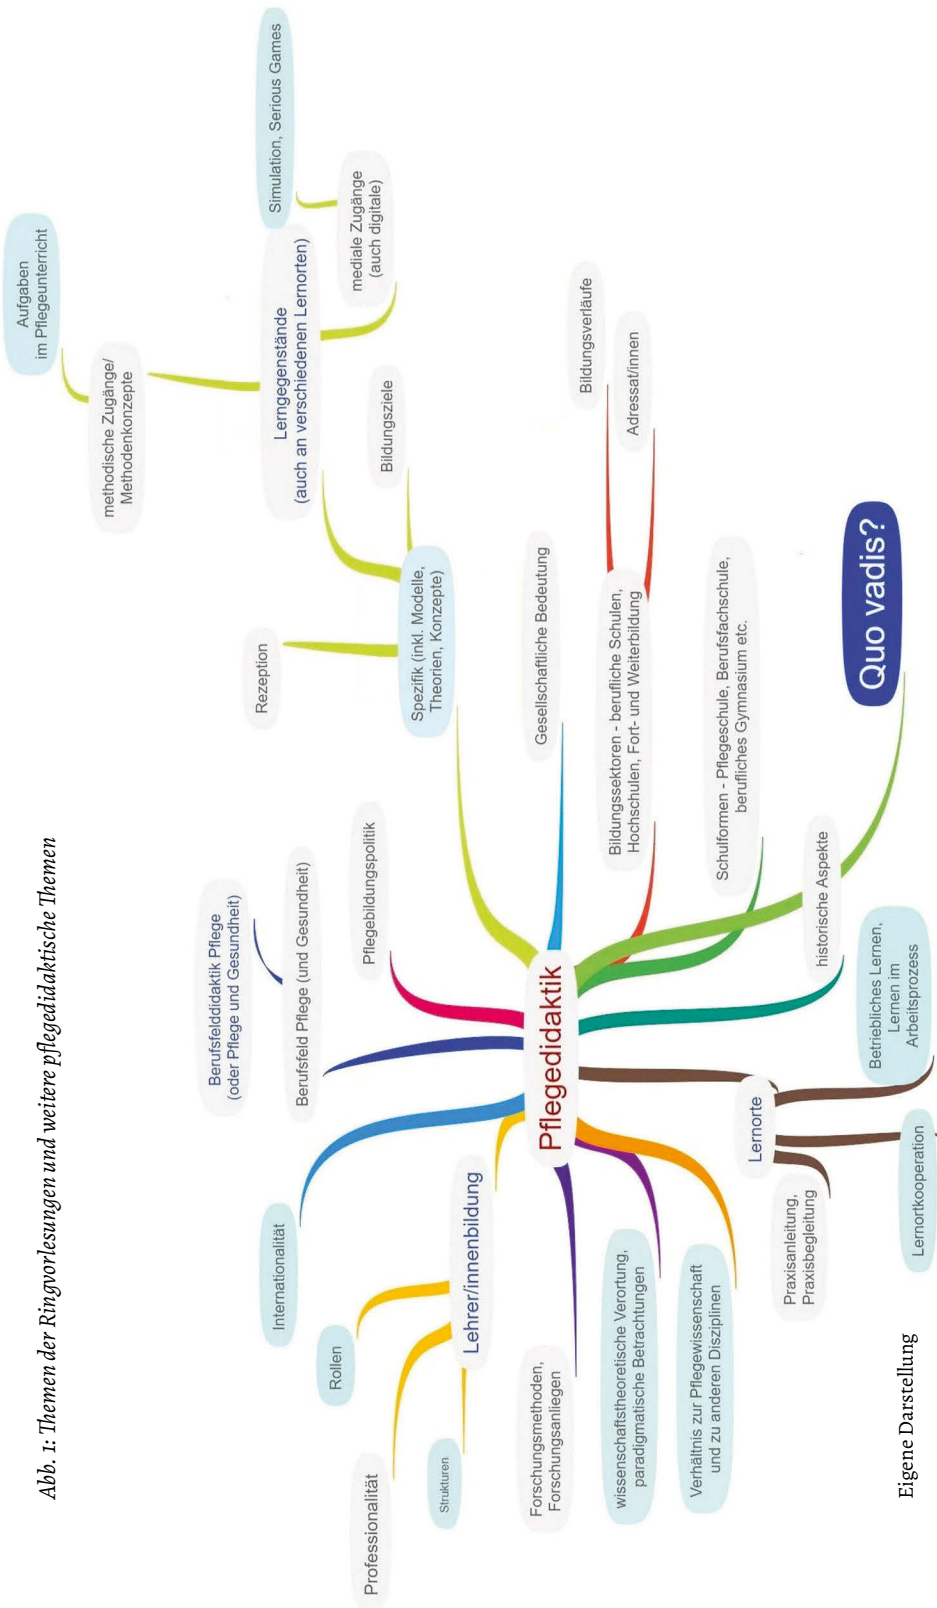 Abb. 1: Themen der Ringvorlesungen und weitere pflegedidaktische Themen
Aufgaben
im Pflegeunterricht
methodische Zugänge/
Methodenkonzepte
Simulation, Serious Games
Lerngegenstände
(auch an verschiedenen Lernorten)
mediale Zugänge
(auch digitale)
Bildungsziele
Rezeption
Spezifik (inkl. Modelle,
Theorien, Konzepte)
Berufsfelddidaktik Pflege
(oder Pflege und Gesundheit)
Berufsfeld Pflege (und Gesundheit)
Pflegebildungspolitik
Internationalität
Rollen
Professionalität
Strukturen
Lehrer/innenbildung
Pflegedidaktik
Gesellschaftliche Bedeutung
Bildungsverläufe
Adressat/innen
Bildungssektoren - berufliche Schulen,
Hochschulen, Fort- und Weiterbildung
Schulformen - Pflegeschule, Berufsfachschule,
berufliches Gymnasium etc.
Quo vadis?
historische Aspekte
Forschungsmethoden,
Forschungsanliegen
wissenschaftstheoretische Verortung,
paradigmatische Betrachtungen
Verhältnis zur Pflegewissenschaft
und zu anderen Disziplinen
Lernorte
Praxisanleitung,
Praxisbegleitung
Lernortkooperation
Betriebliches Lernen,
Lernen im
Arbeitsprozess
Eigene Darstellung